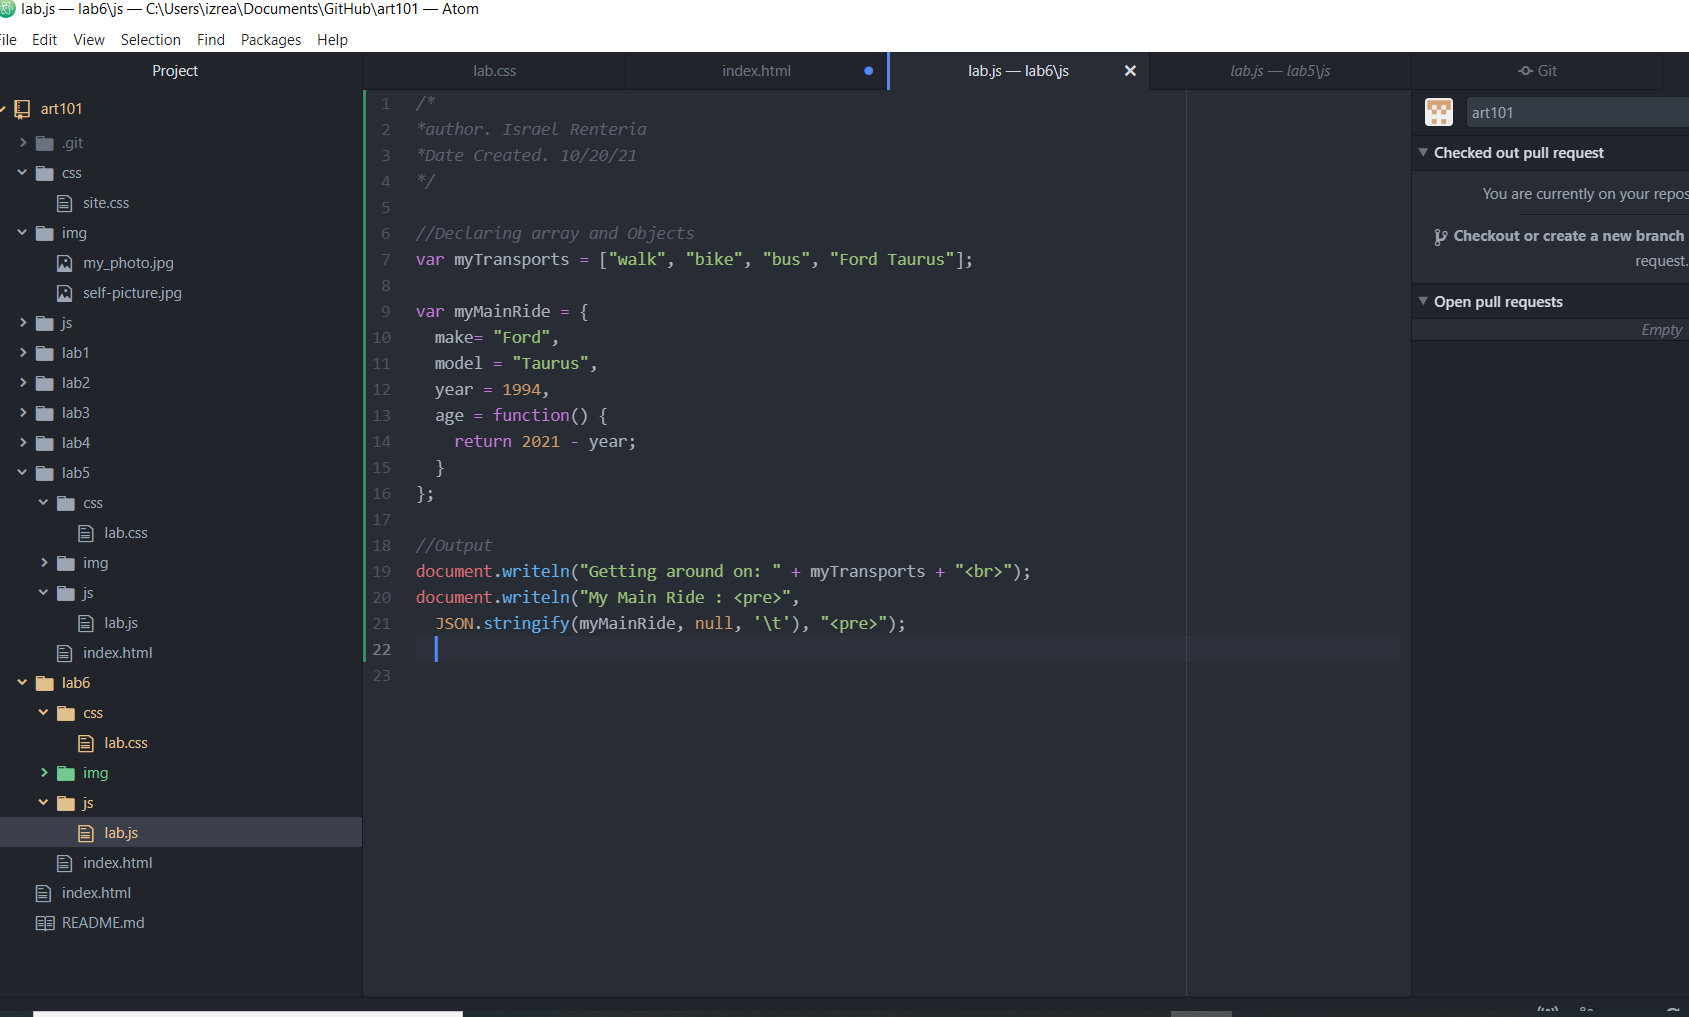 lab.js — lab6\js — C:\Users\izrea\Documents\GitHub\art101 — Atom
ile Edit View Selection Find Packages Help
Project
art101
.git
css
site.css
img
my_photo.jpg
self-picture.jpg
js
lab1
lab2
lab3
lab4
lab5
css
lab.css
img
js
lab.js
index.html
lab6
css
lab.css
img
js
lab.js
index.html
index.html
README.md
lab.css index.html lab.js — lab6\js lab.js — lab5\js
1 /*
2 *author. Israel Renteria
3 *Date Created. 10/20/21
4 */
5
6 //Declaring array and Objects
7 var myTransports = ["walk", "bike", "bus", "Ford Taurus"];
8
9 var myMainRide = {
10 make= "Ford",
11 model = "Taurus",
12 year = 1994,
13 age = function() {
14 return 2021 - year;
15 }
16 };
17
18 //Output
19 document.writeln("Getting around on: " + myTransports + "<br>");
20 document.writeln("My Main Ride : <pre>",
21 JSON.stringify(myMainRide, null, '\t'), "<pre>");
22
23
Git
art101
Checked out pull request
You are currently on your repos
Checkout or create a new branch
request.
Open pull requests
Empty